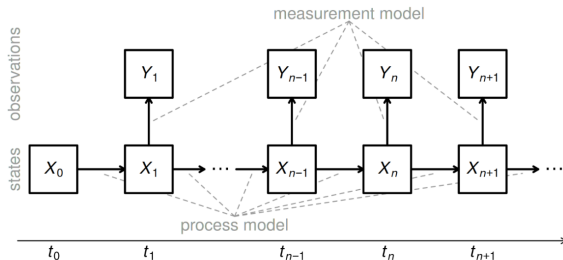 measurement model
observations
Y₁ Yₙ₋₁ Yₙ Yₙ₊₁
states
X₀ X₁ ⋯ Xₙ₋₁ Xₙ Xₙ₊₁ ⋯
process model
t₀ t₁ tₙ₋₁ tₙ tₙ₊₁